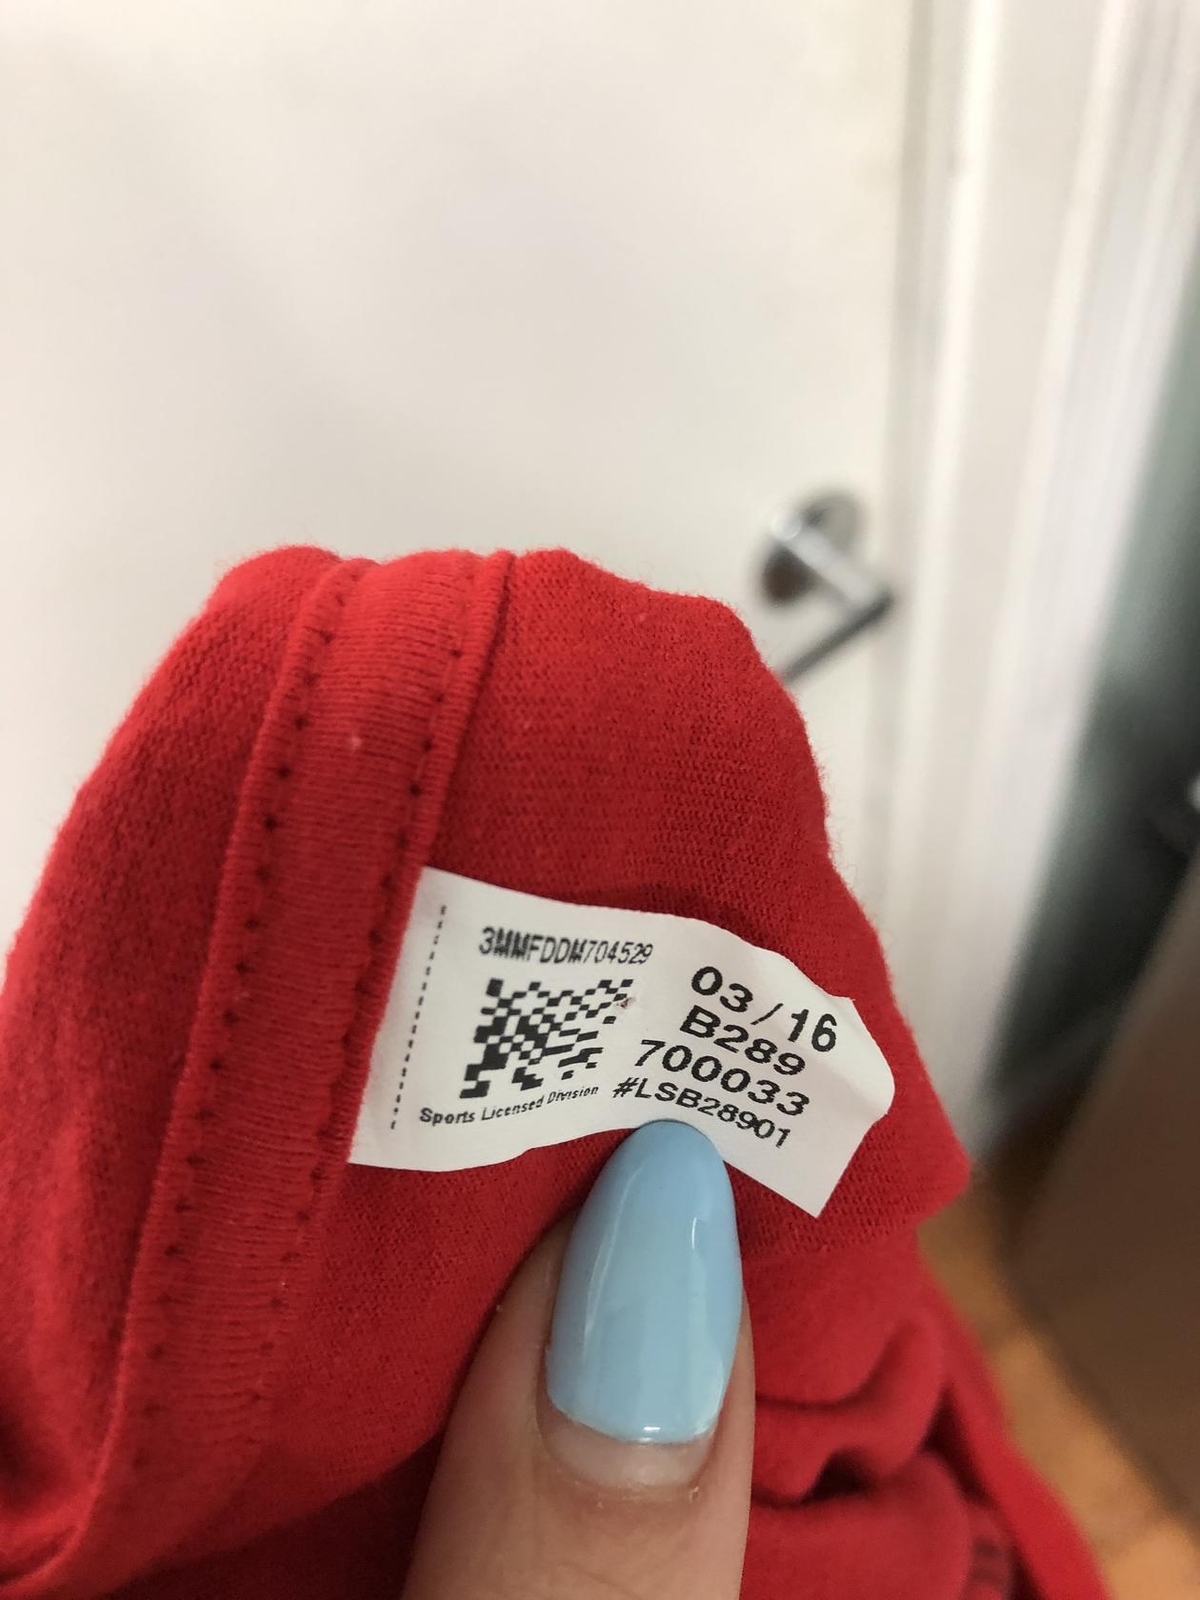 3MMFDDM704529
Sports Licensed Division
03/16
B289
700033
#LSB28901